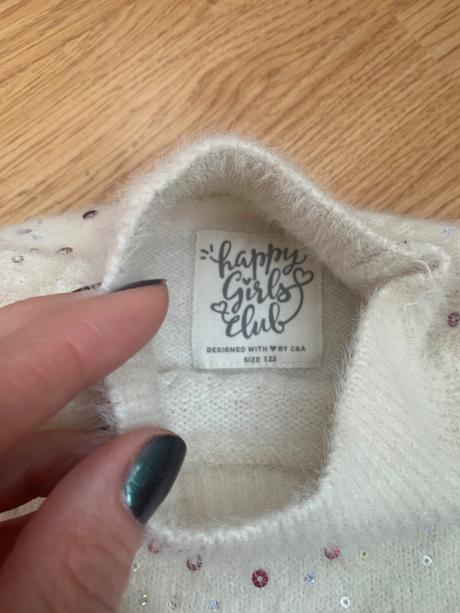 happy
Girls
Club
DESIGNED WITH ♥ BY C&A
SIZE 122